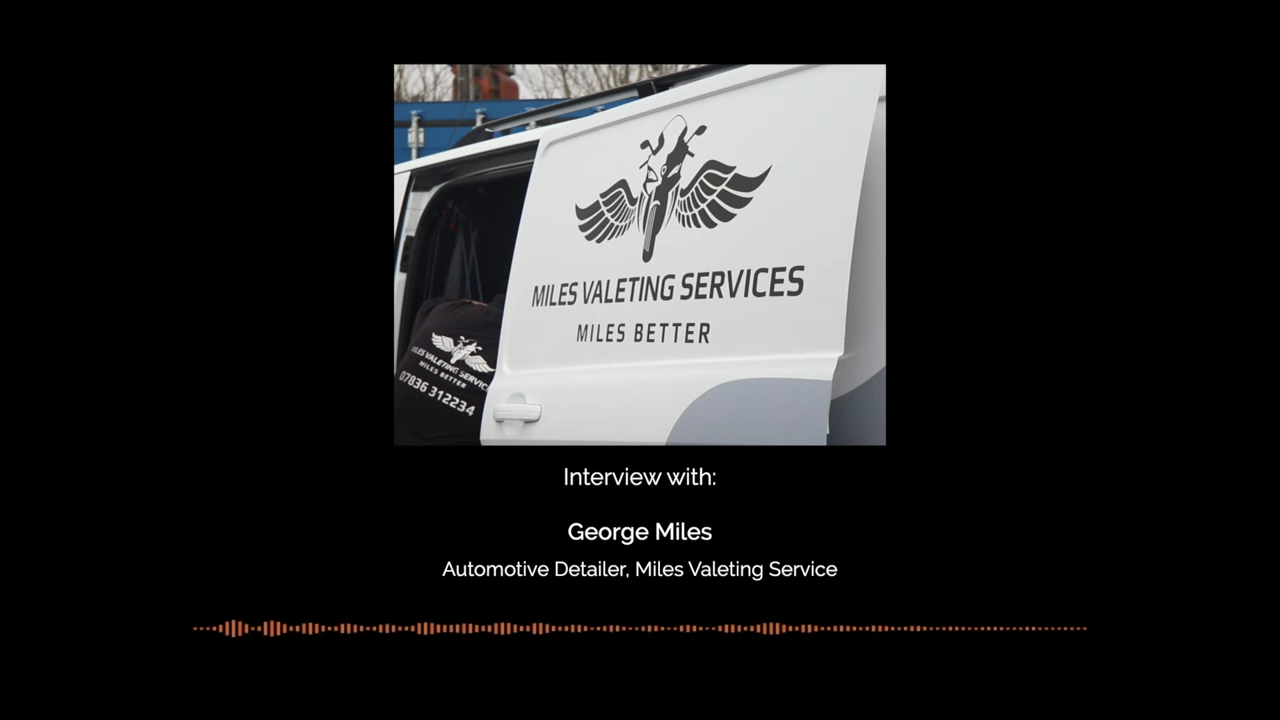 MILES VALETING SERVICES
MILES BETTER
MILES VALETING SERVIC
MILES BETTER
07836 312234
Interview with:
George Miles
Automotive Detailer, Miles Valeting Service